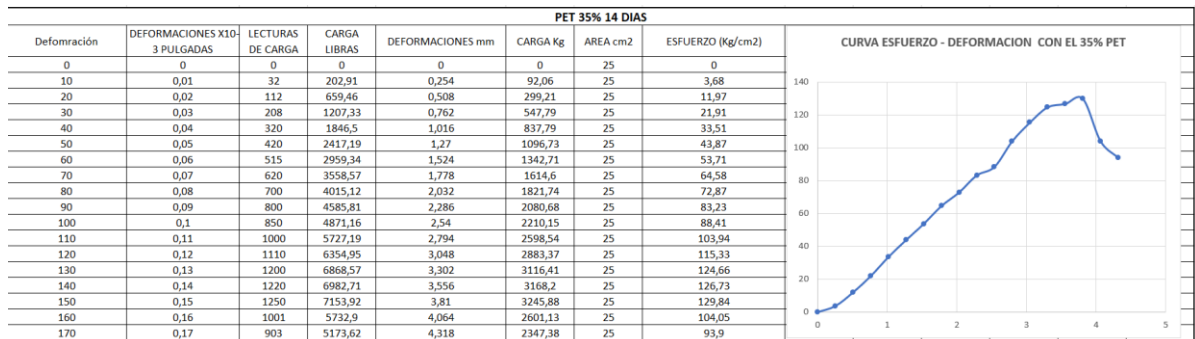 PET 35% 14 DIAS
Defomración DEFORMACIONES X10-3 PULGADAS LECTURAS DE CARGA CARGA LIBRAS DEFORMACIONES mm CARGA Kg AREA cm2 ESFUERZO (Kg/cm2)
0 0 0 0 0 0 25 0
10 0,01 32 202,91 0,254 92,06 25 3,68
20 0,02 112 659,46 0,508 299,21 25 11,97
30 0,03 208 1207,33 0,762 547,79 25 21,91
40 0,04 320 1846,5 1,016 837,79 25 33,51
50 0,05 420 2417,19 1,27 1096,73 25 43,87
60 0,06 515 2959,34 1,524 1342,71 25 53,71
70 0,07 620 3558,57 1,778 1614,6 25 64,58
80 0,08 700 4015,12 2,032 1821,74 25 72,87
90 0,09 800 4585,81 2,286 2080,68 25 83,23
100 0,1 850 4871,16 2,54 2210,15 25 88,41
110 0,11 1000 5727,19 2,794 2598,54 25 103,94
120 0,12 1110 6354,95 3,048 2883,37 25 115,33
130 0,13 1200 6868,57 3,302 3116,41 25 124,66
140 0,14 1220 6982,71 3,556 3168,2 25 126,73
150 0,15 1250 7153,92 3,81 3245,88 25 129,84
160 0,16 1001 5732,9 4,064 2601,13 25 104,05
170 0,17 903 5173,62 4,318 2347,38 25 93,9
CURVA ESFUERZO - DEFORMACION CON EL 35% PET
140
120
100
80
60
40
20
0
0 1 2 3 4 5